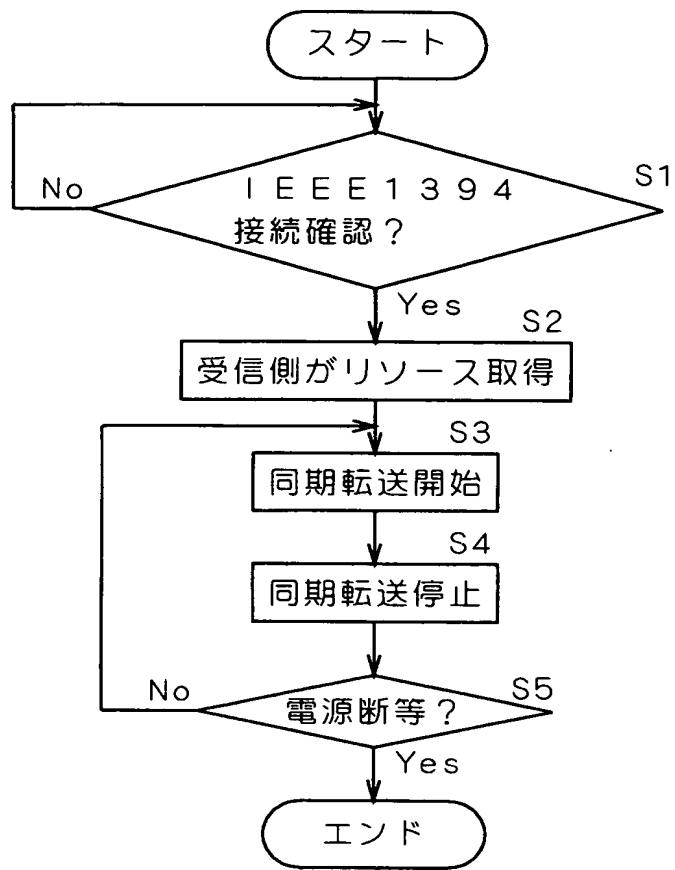 スタート
S1
No
IEEE1394
接続確認?
Yes
S2
受信側がリソース取得
S3
同期転送開始
S4
同期転送停止
No
S5
電源断等?
Yes
エンド